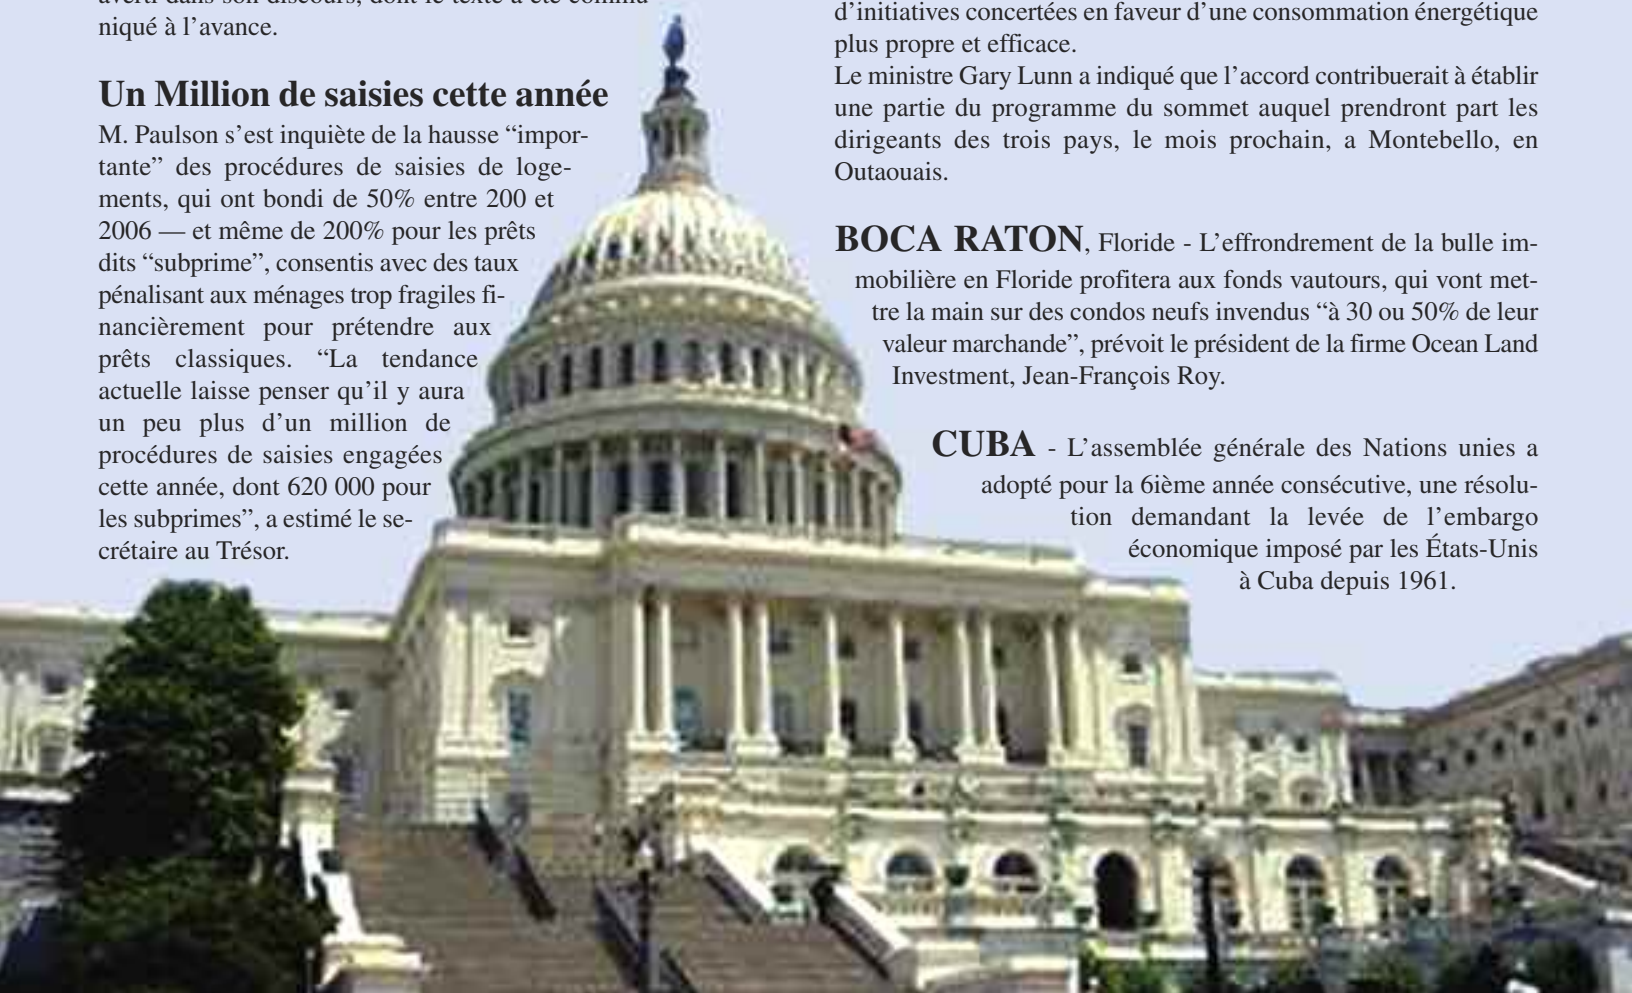 averti dans son discours, dont le texte a été commu-
niqué à l’avance.
Un Million de saisies cette année
M. Paulson s’est inquiète de la hausse “impor-
tante” des procédures de saisies de loge-
ments, qui ont bondi de 50% entre 200 et
2006 — et même de 200% pour les prêts
dits “subprime”, consentis avec des taux
pénalisant aux ménages trop fragiles fi-
nancièrement pour prétendre aux
prêts classiques. “La tendance
actuelle laisse penser qu’il y aura
un peu plus d’un million de
procédures de saisies engagées
cette année, dont 620 000 pour
les subprimes”, a estimé le se-
crétaire au Trésor.
d’initiatives concertées en faveur d’une consommation énergétique
plus propre et efficace.
Le ministre Gary Lunn a indiqué que l’accord contribuerait à établir
une partie du programme du sommet auquel prendront part les
dirigeants des trois pays, le mois prochain, a Montebello, en
Outaouais.
BOCA RATON, Floride - L’effrondrement de la bulle im-
mobilière en Floride profitera aux fonds vautours, qui vont met-
tre la main sur des condos neufs invendus “à 30 ou 50% de leur
valeur marchande”, prévoit le président de la firme Ocean Land
Investment, Jean-François Roy.
CUBA - L’assemblée générale des Nations unies a
adopté pour la 6ième année consécutive, une résolu-
tion demandant la levée de l’embargo
économique imposé par les États-Unis
à Cuba depuis 1961.